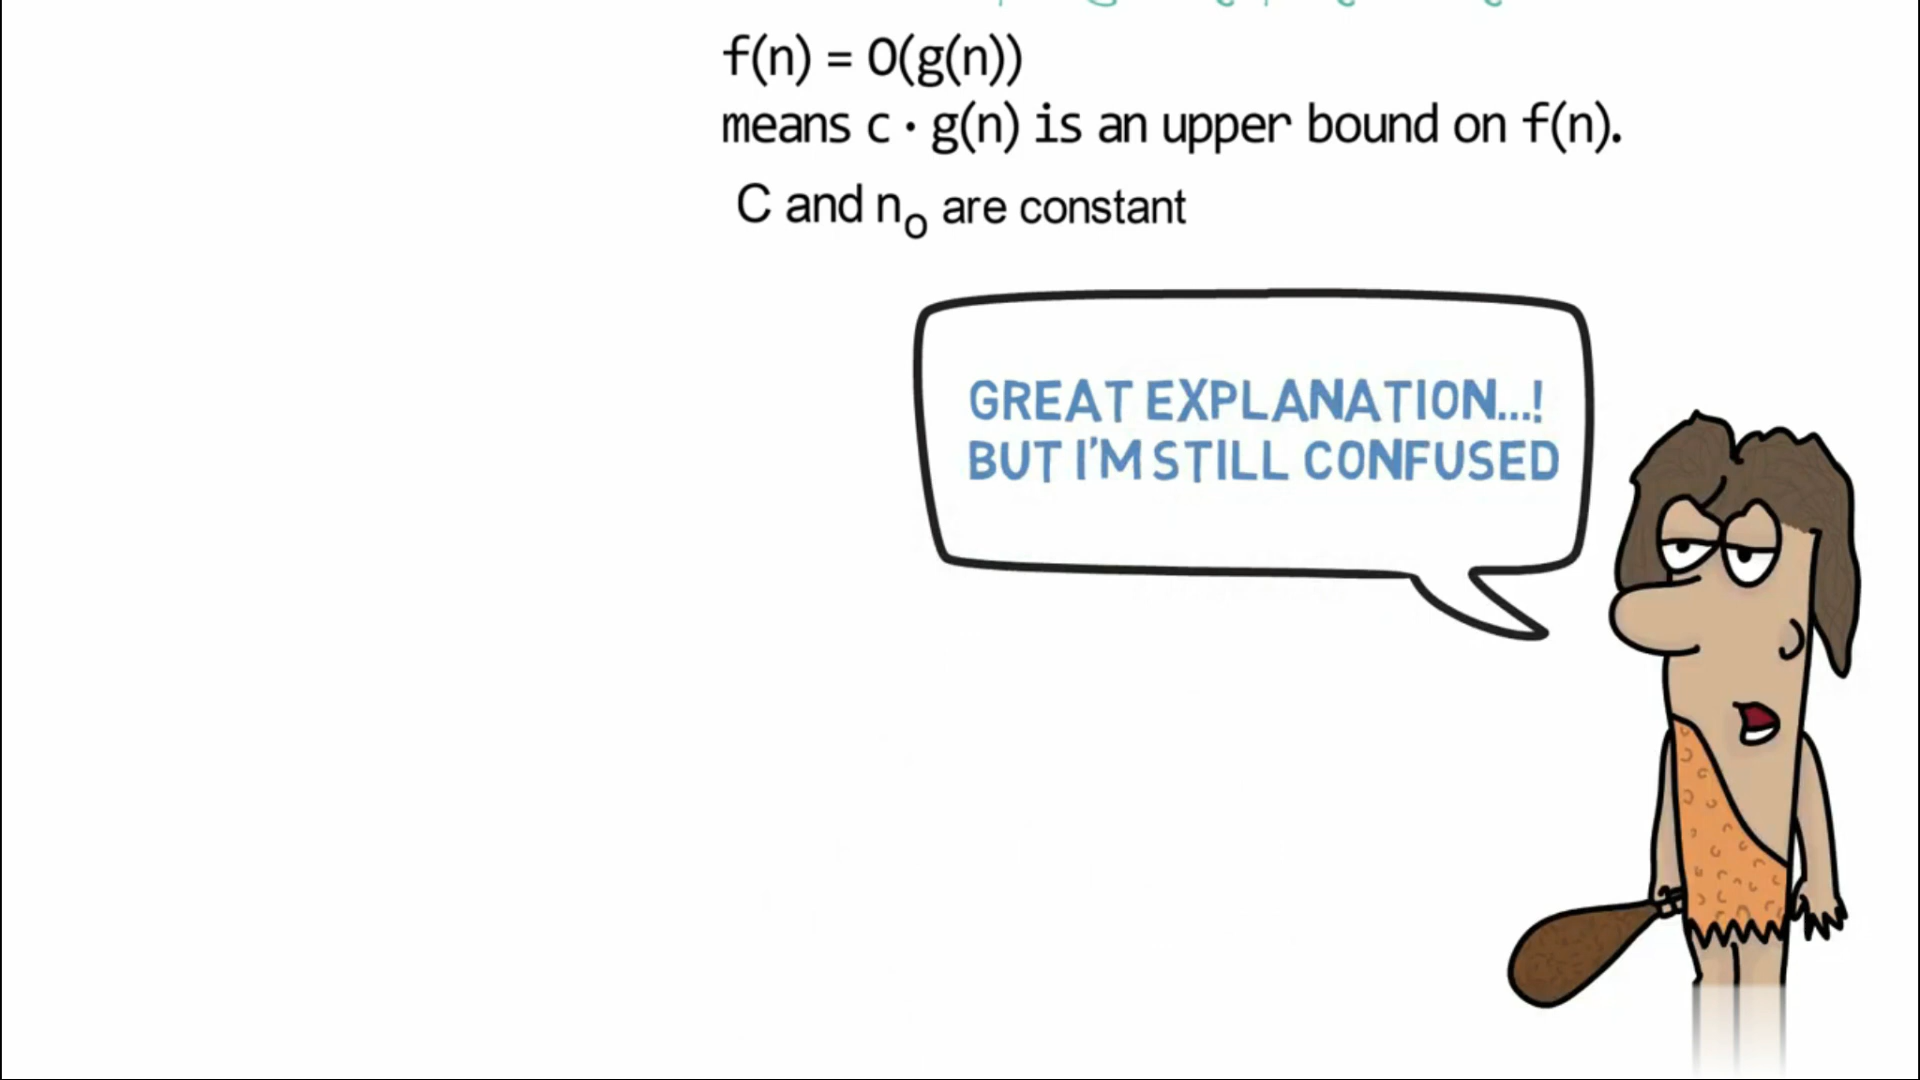 f(n) = O(g(n))
means c · g(n) is an upper bound on f(n).
C and n₀ are constant
GREAT EXPLANATION...!
BUT I'M STILL CONFUSED